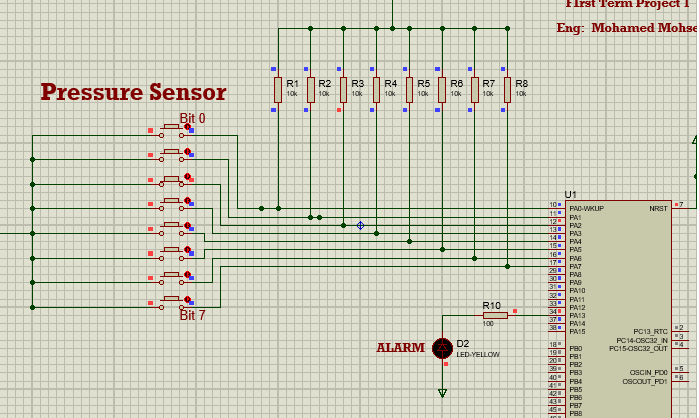 FIrst Term Project 1
Eng: Mohamed Mohse
Pressure Sensor
Bit 0
Bit 7
R1
10k
R2
10k
R3
10k
R4
10k
R5
10k
R6
10k
R7
10k
R8
10k
U1
10 PA0-WKUP
11 PA1
12 PA2
13 PA3
14 PA4
15 PA5
16 PA6
17 PA7
29 PA8
30 PA9
31 PA10
32 PA11
33 PA12
34 PA13
37 PA14
38 PA15
18 PB0
19 PB1
20 PB2
39 PB3
40 PB4
41 PB5
42 PB6
43 PB7
45 PB8
NRST 7
PC13_RTC 2
PC14-OSC32_IN 3
PC15-OSC32_OUT 4
OSCIN_PD0 5
OSCOUT_PD1 6
R10
100
ALARM
D2
LED-YELLOW